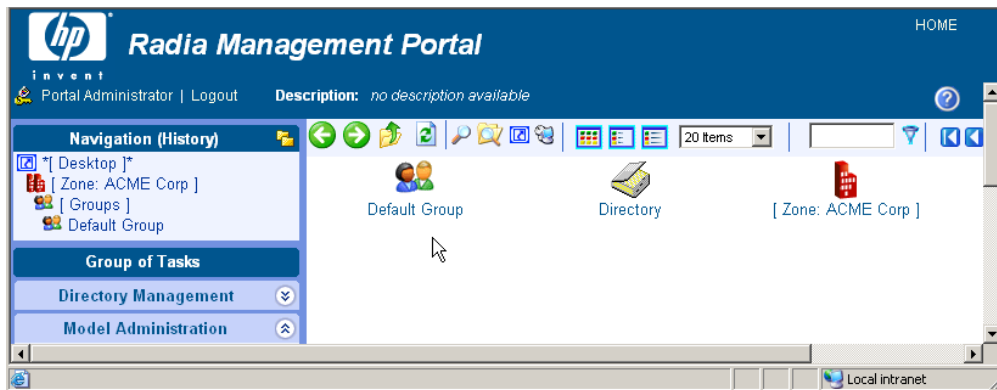 HOME
hp
invent
Radia Management Portal
Portal Administrator | Logout
Description: no description available
Navigation (History)
*[ Desktop ]*
[ Zone: ACME Corp ]
[ Groups ]
Default Group
Group of Tasks
Directory Management
Model Administration
20 Items
Default Group
Directory
[ Zone: ACME Corp ]
Local intranet